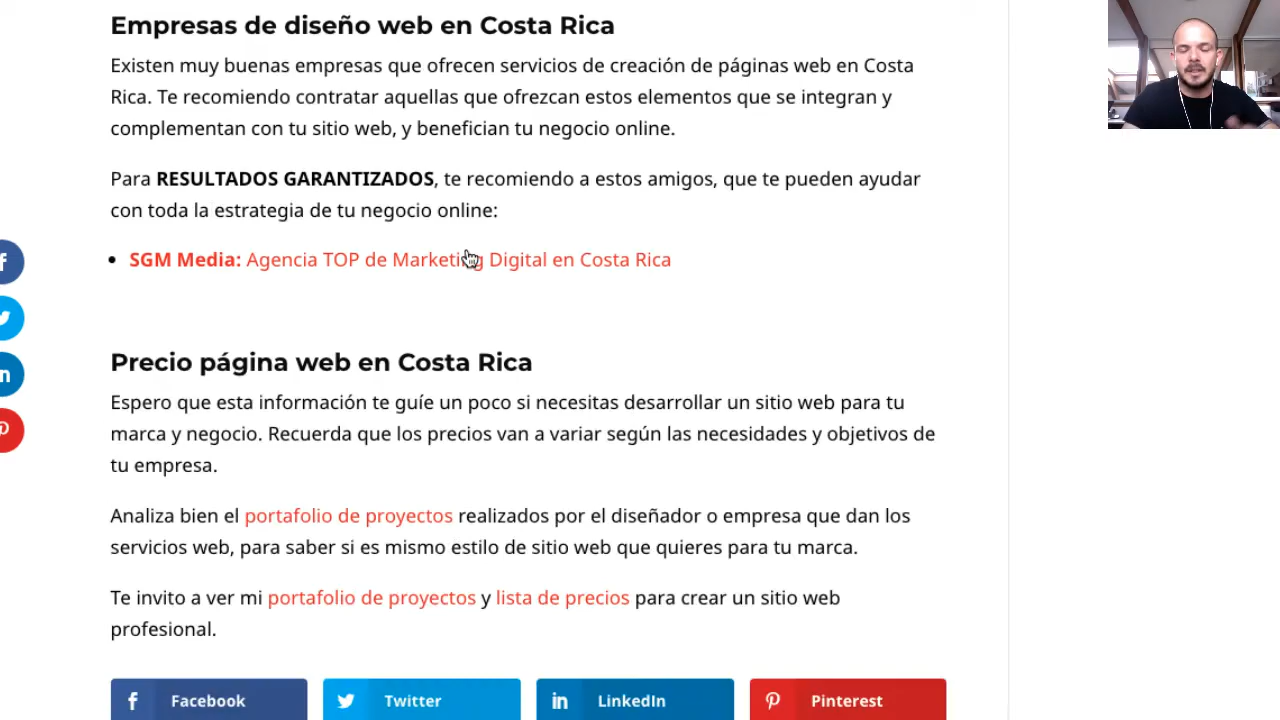 Empresas de diseño web en Costa Rica
Existen muy buenas empresas que ofrecen servicios de creación de páginas web en Costa
Rica. Te recomiendo contratar aquellas que ofrezcan estos elementos que se integran y
complementan con tu sitio web, y benefician tu negocio online.
Para RESULTADOS GARANTIZADOS, te recomiendo a estos amigos, que te pueden ayudar
con toda la estrategia de tu negocio online:
SGM Media: Agencia TOP de Marketing Digital en Costa Rica
Precio página web en Costa Rica
Espero que esta información te guíe un poco si necesitas desarrollar un sitio web para tu
marca y negocio. Recuerda que los precios van a variar según las necesidades y objetivos de
tu empresa.
Analiza bien el portafolio de proyectos realizados por el diseñador o empresa que dan los
servicios web, para saber si es mismo estilo de sitio web que quieres para tu marca.
Te invito a ver mi portafolio de proyectos y lista de precios para crear un sitio web
profesional.
Facebook Twitter LinkedIn Pinterest